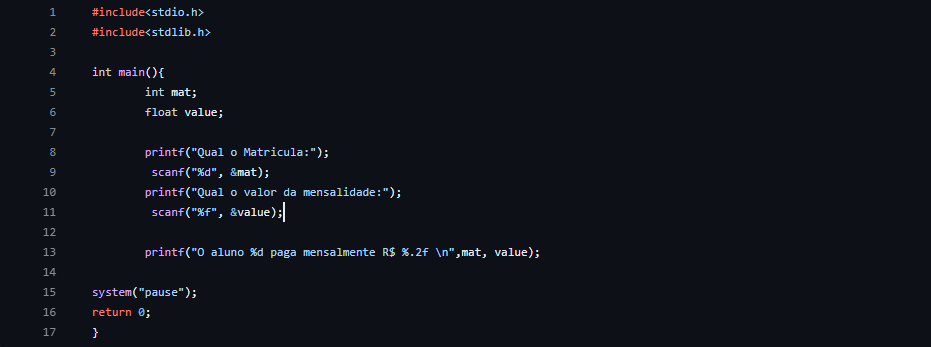 1 #include<stdio.h>
2 #include<stdlib.h>
3
4 int main(){
5 int mat;
6 float value;
7
8 printf("Qual o Matricula:");
9 scanf("%d", &mat);
10 printf("Qual o valor da mensalidade:");
11 scanf("%f", &value);
12
13 printf("O aluno %d paga mensalmente R$ %.2f \n",mat, value);
14
15 system("pause");
16 return 0;
17 }